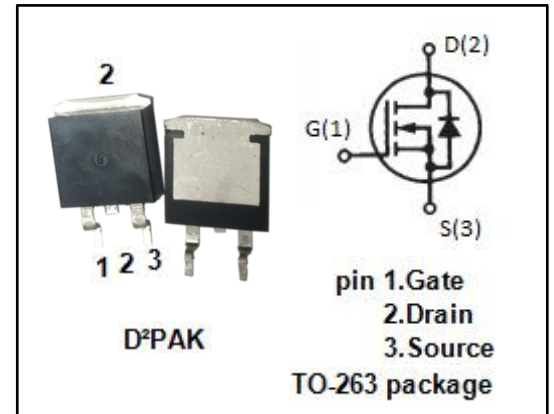 2
1 2 3
D²PAK
D(2)
G(1)
S(3)
pin 1.Gate
2.Drain
3.Source
TO-263 package